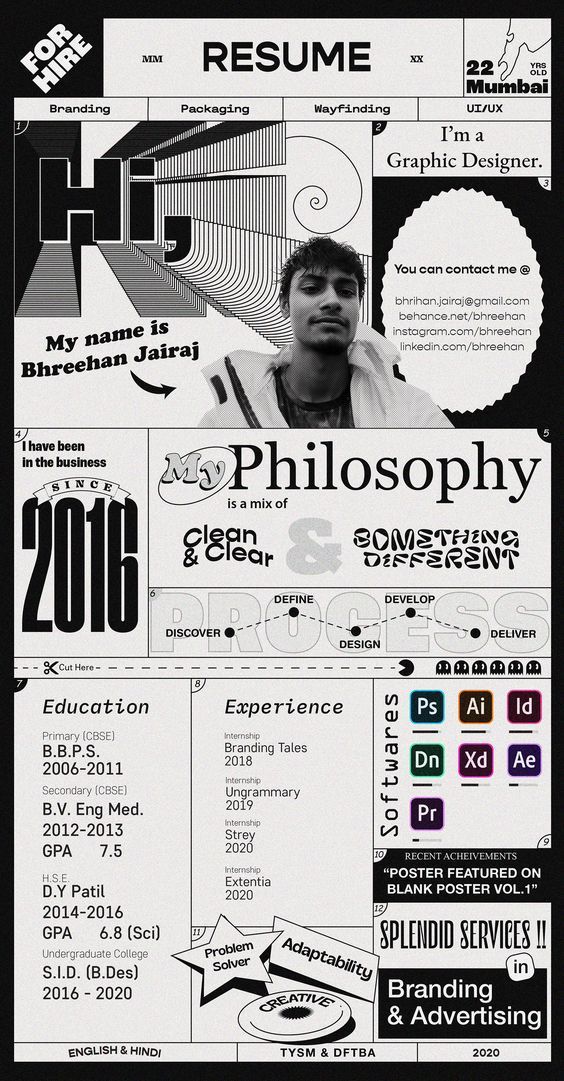 FOR
HIRE
MM
RESUME
XX
22
YRS
OLD
Mumbai
Branding
Packaging
Wayfinding
UI/UX
1
Hi,
My name is
Bhreehan Jairaj
2
I'm a
Graphic Designer.
3
You can contact me @
bhrihan.jairaj@gmail.com
behance.net/bhreehan
instagram.com/bhreehan
linkedin.com/bhreehan
4
I have been
in the business
SINCE
2016
5
My Philosophy
is a mix of
Clean
& Clear
&
SOMETHING
DIFFERENT
6
PROCESS
DISCOVER
DEFINE
DESIGN
DEVELOP
DELIVER
Cut Here
7
Education
Primary (CBSE)
B.B.P.S.
2006-2011
Secondary (CBSE)
B.V. Eng Med.
2012-2013
GPA 7.5
H.S.E.
D.Y Patil
2014-2016
GPA 6.8 (Sci)
Undergraduate College
S.I.D. (B.Des)
2016 - 2020
8
Experience
Internship
Branding Tales
2018
Internship
Ungrammary
2019
Internship
Strey
2020
Internship
Extentia
2020
Softwares
Ps
Ai
Id
Dn
Xd
Ae
Pr
9
10
RECENT ACHEIVEMENTS
“POSTER FEATURED ON
BLANK POSTER VOL.1”
11
Problem
Solver
Adaptability
CREATIVE
12
SPLENDID SERVICES !!
in
Branding
& Advertising
ENGLISH & HINDI
TYSM & DFTBA
2020